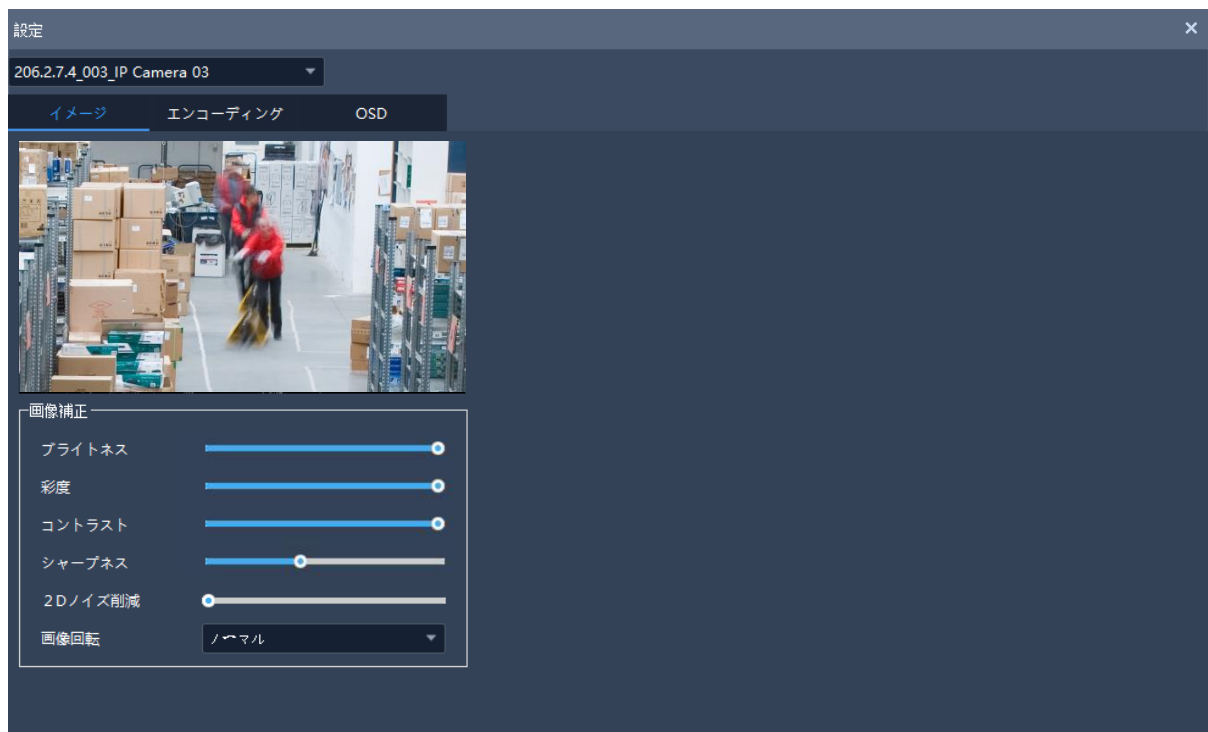 設定
206.2.7.4_003_IP Camera 03
イメージ
エンコーディング
OSD
画像補正
ブライトネス
彩度
コントラスト
シャープネス
2Dノイズ削減
画像回転
ノーマル